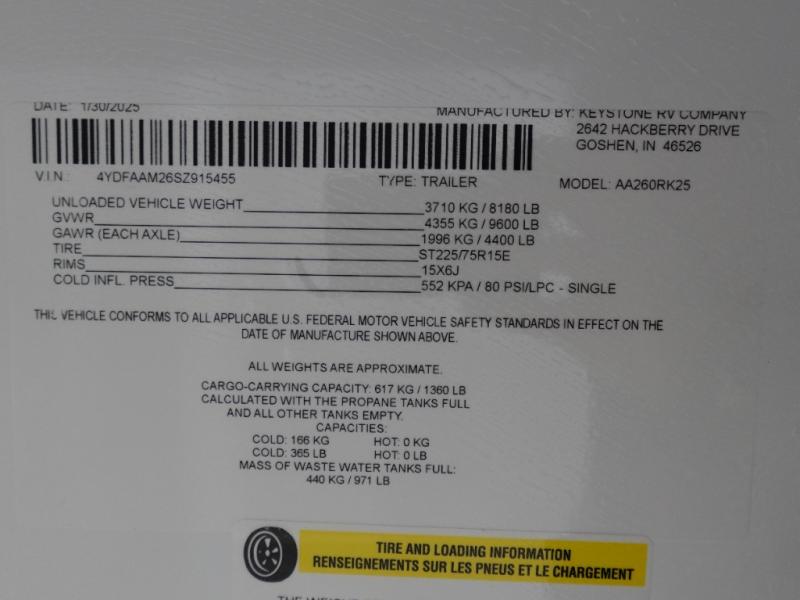 DATE: 1/30/2025
MANUFACTURED BY: KEYSTONE RV COMPANY
2642 HACKBERRY DRIVE
GOSHEN, IN 46526
V.I.N.: 4YDFAAM26SZ915455 TYPE: TRAILER MODEL: AA260RK25
UNLOADED VEHICLE WEIGHT 3710 KG / 8180 LB
GVWR 4355 KG / 9600 LB
GAWR (EACH AXLE) 1996 KG / 4400 LB
TIRE ST225/75R15E
RIMS 15X6J
COLD INFL. PRESS 552 KPA / 80 PSI/LPC - SINGLE
THIS VEHICLE CONFORMS TO ALL APPLICABLE U.S. FEDERAL MOTOR VEHICLE SAFETY STANDARDS IN EFFECT ON THE
DATE OF MANUFACTURE SHOWN ABOVE.
ALL WEIGHTS ARE APPROXIMATE.
CARGO-CARRYING CAPACITY: 617 KG / 1360 LB
CALCULATED WITH THE PROPANE TANKS FULL
AND ALL OTHER TANKS EMPTY.
CAPACITIES:
COLD: 166 KG HOT: 0 KG
COLD: 365 LB HOT: 0 LB
MASS OF WASTE WATER TANKS FULL:
440 KG / 971 LB
TIRE AND LOADING INFORMATION
RENSEIGNEMENTS SUR LES PNEUS ET LE CHARGEMENT